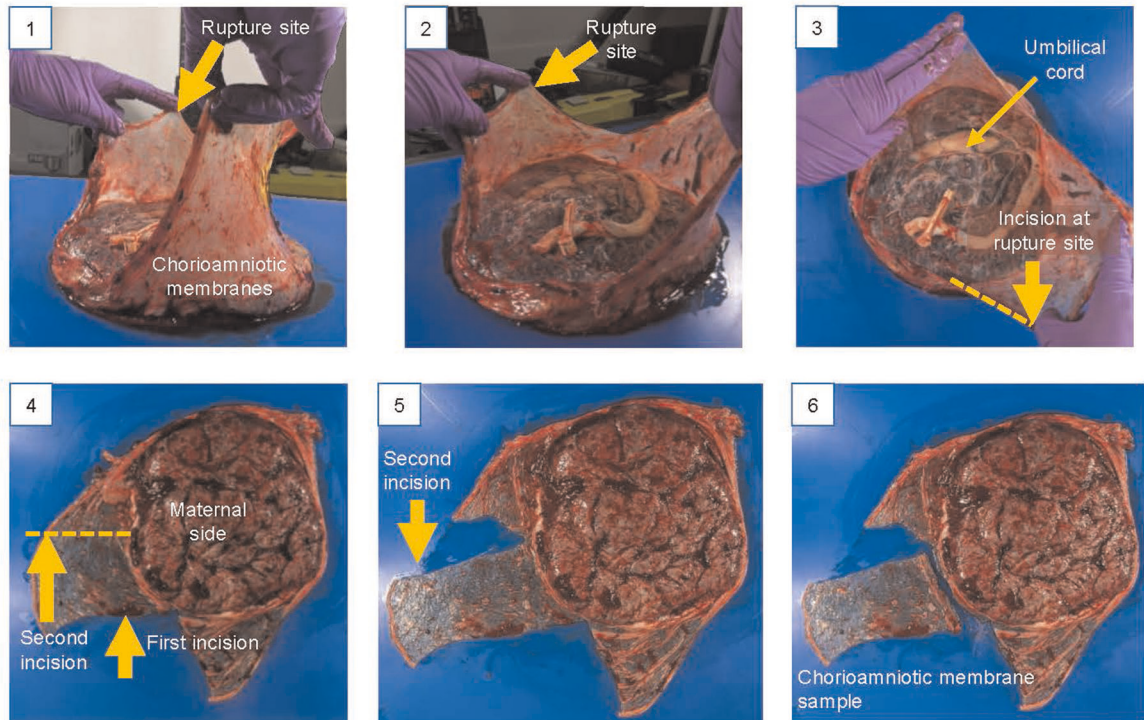 1
Rupture site
2
Rupture
site
3
Umbilical
cord
Incision at
rupture site
Chorioamniotic
membranes
4
Maternal
side
Second
incision
First incision
5
Second
incision
6
Chorioamniotic membrane
sample